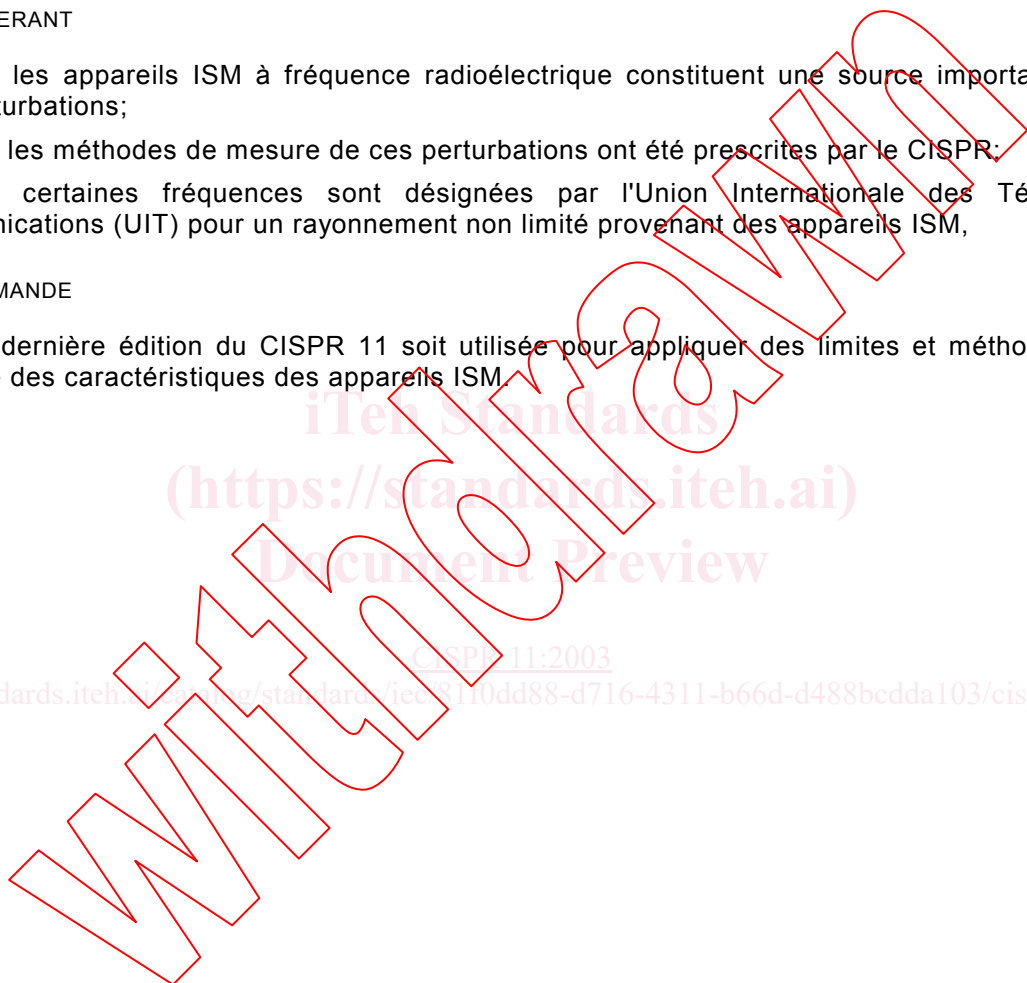 ERANT
les appareils ISM à fréquence radioélectrique constituent une source importa
turbations;
les méthodes de mesure de ces perturbations ont été prescrites par le CISPR;
certaines fréquences sont désignées par l'Union Internationale des Té
nications (UIT) pour un rayonnement non limité provenant des appareils ISM,
MANDE
dernière édition du CISPR 11 soit utilisée pour appliquer des limites et métho
e des caractéristiques des appareils ISM.
iTeh Standards
(https://standards.iteh.ai)
Document Preview
CISPR 11:2003
dards.iteh.ai/catalog/standards/iec/81f0dd88-d716-4311-b66d-d488bcdda103/cis
withdrawn